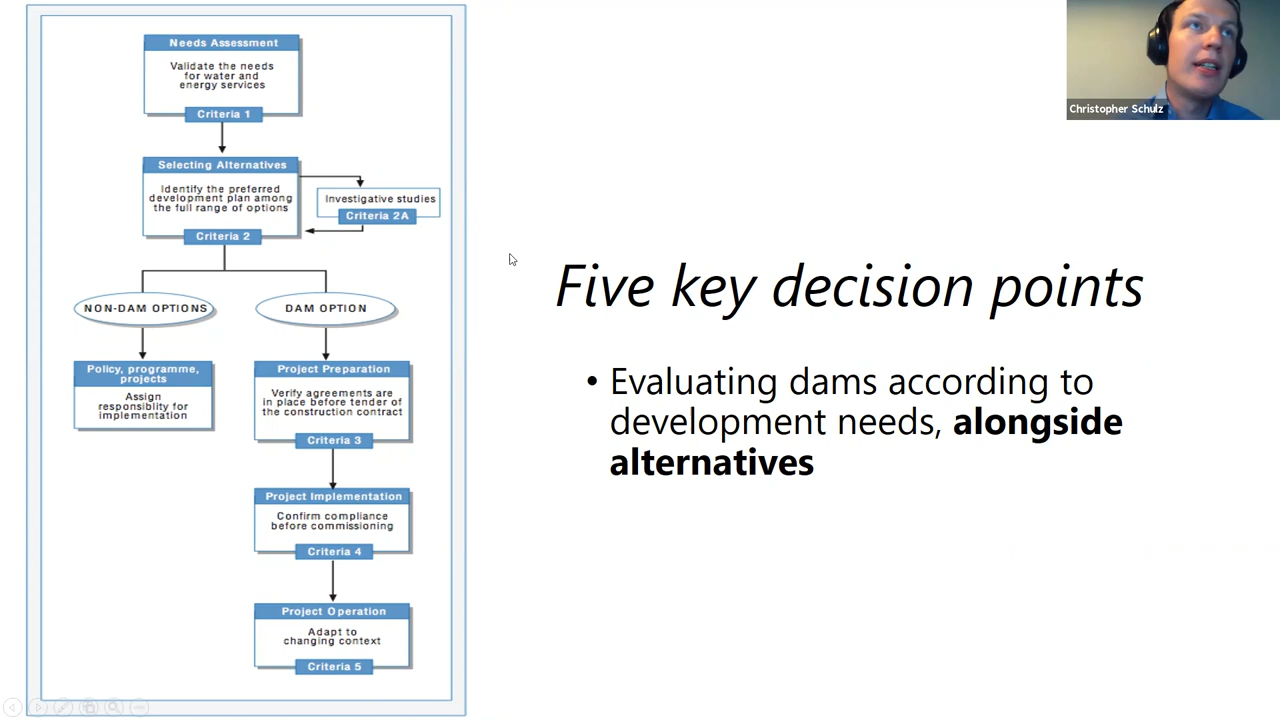 Needs Assessment
Validate the needs
for water and
energy services
Criteria 1
Selecting Alternatives
Identify the preferred
development plan among
the full range of options
Criteria 2
Investigative studies
Criteria 2A
NON-DAM OPTIONS
DAM OPTION
Policy, programme,
projects
Assign
responsiblity for
implementation
Project Preparation
Verify agreements are
in place before tender of
the construction contract
Criteria 3
Project Implementation
Confirm compliance
before commissioning
Criteria 4
Project Operation
Adapt to
changing context
Criteria 5
Five key decision points
• Evaluating dams according to
development needs, alongside
alternatives
Christopher Schulz